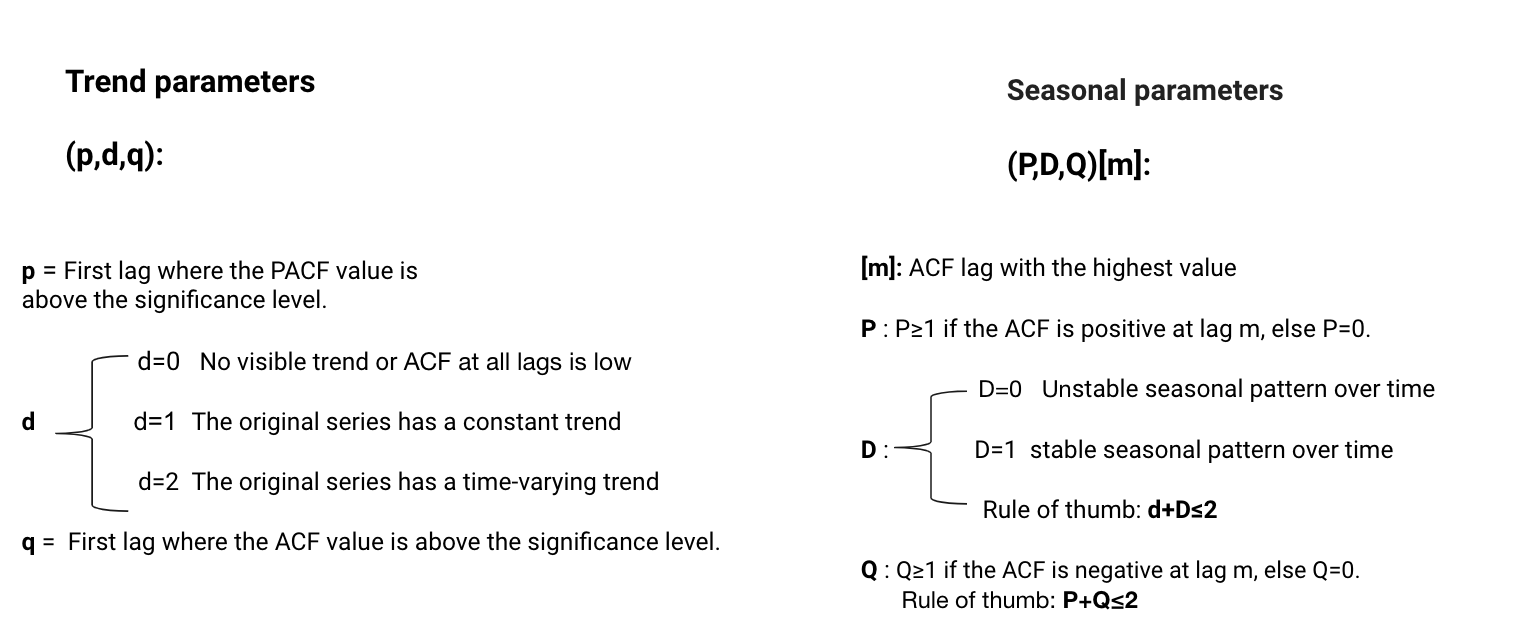 Trend parameters
(p,d,q):
p = First lag where the PACF value is
above the significance level.
d
d=0 No visible trend or ACF at all lags is low
d=1 The original series has a constant trend
d=2 The original series has a time-varying trend
q = First lag where the ACF value is above the significance level.
Seasonal parameters
(P,D,Q)[m]:
[m]: ACF lag with the highest value
P : P≥1 if the ACF is positive at lag m, else P=0.
D :
D=0 Unstable seasonal pattern over time
D=1 stable seasonal pattern over time
Rule of thumb: d+D≤2
Q : Q≥1 if the ACF is negative at lag m, else Q=0.
Rule of thumb: P+Q≤2